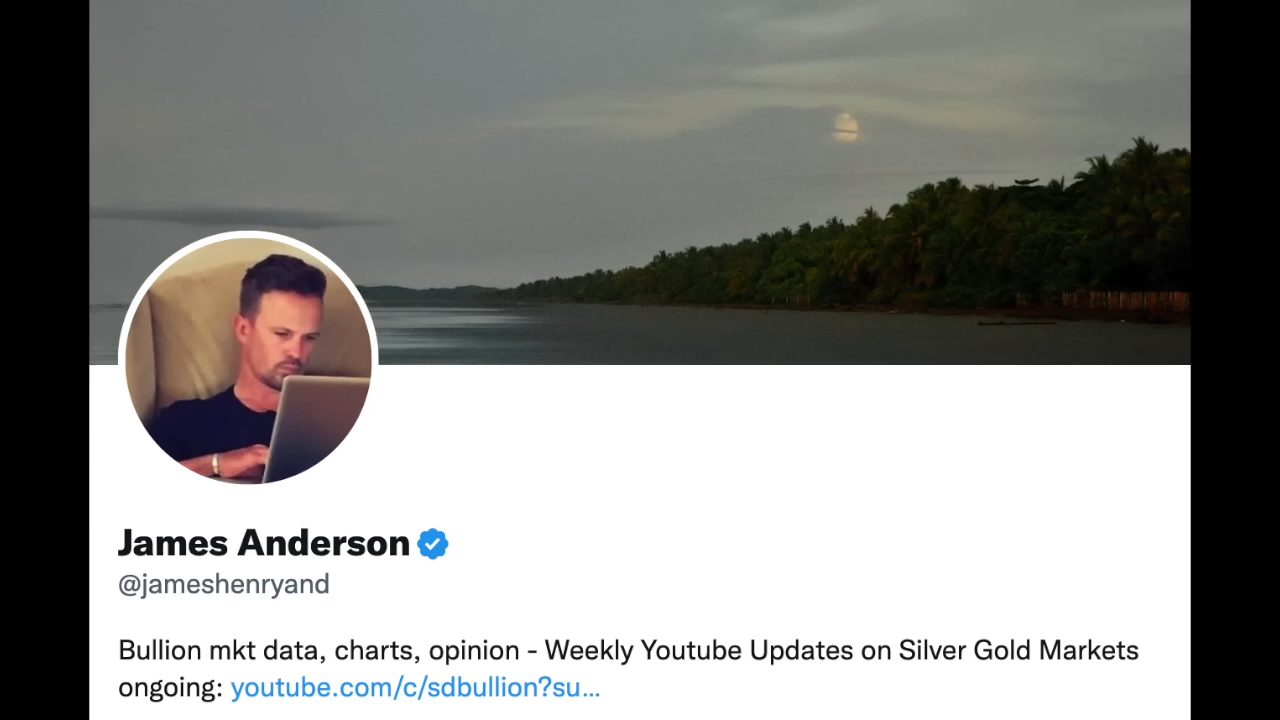 James Anderson
@jameshenryand
Bullion mkt data, charts, opinion - Weekly Youtube Updates on Silver Gold Markets
ongoing: youtube.com/c/sdbullion?su...